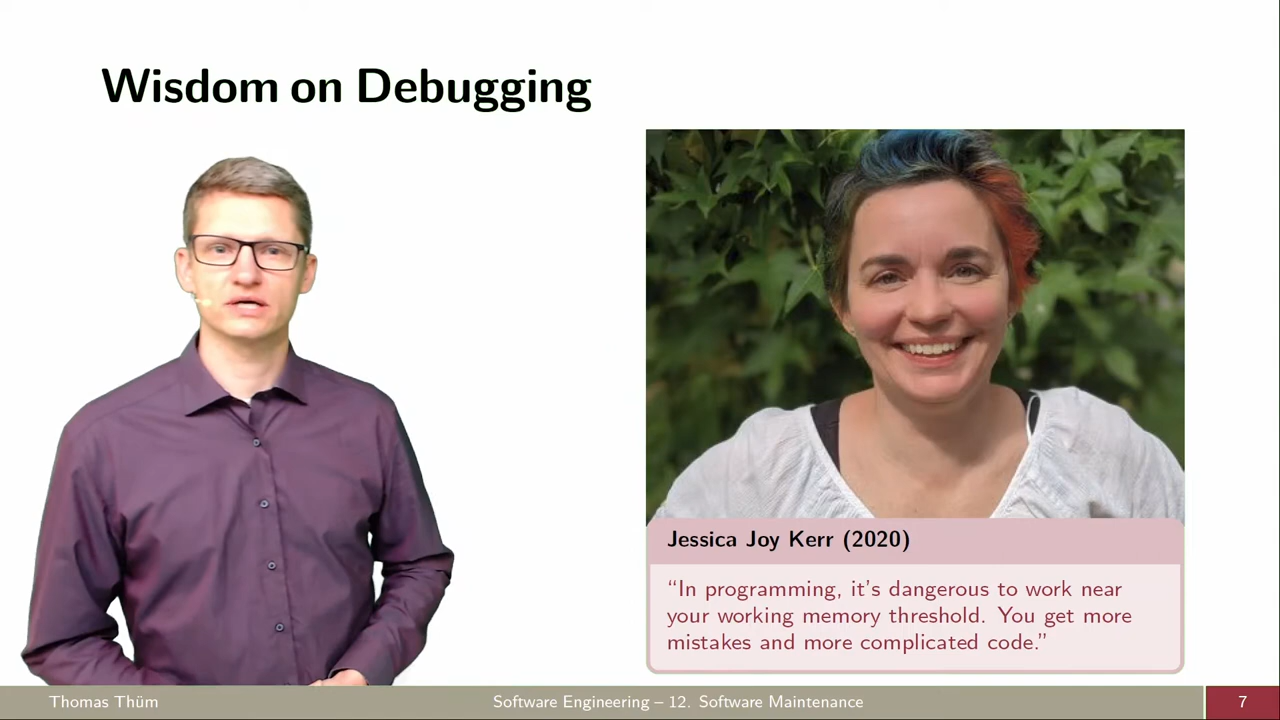 Wisdom on Debugging
Jessica Joy Kerr (2020)
“In programming, it’s dangerous to work near
your working memory threshold. You get more
mistakes and more complicated code.”
Thomas Thüm
Software Engineering – 12. Software Maintenance
7